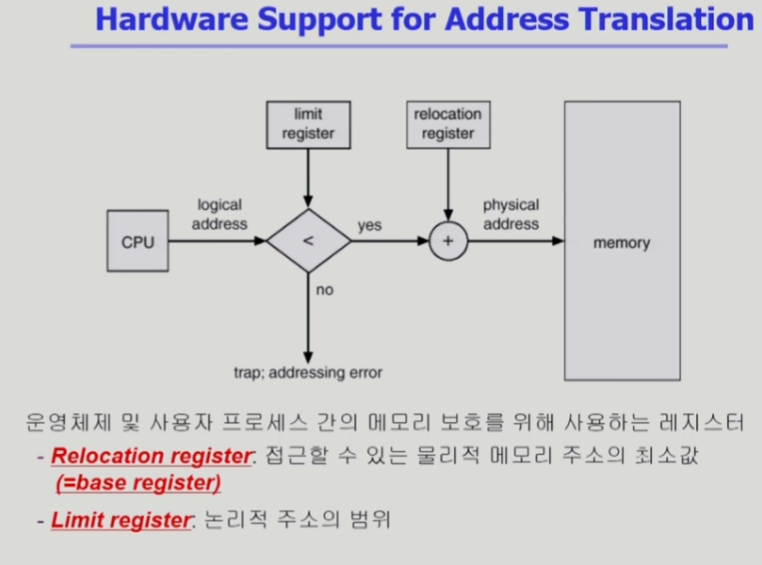 Hardware Support for Address Translation
limit
register
relocation
register
logical
address
physical
address
CPU
<
yes
+
memory
no
trap; addressing error
운영체제 및 사용자 프로세스 간의 메모리 보호를 위해 사용하는 레지스터
- Relocation register: 접근할 수 있는 물리적 메모리 주소의 최소값
(=base register)
- Limit register: 논리적 주소의 범위